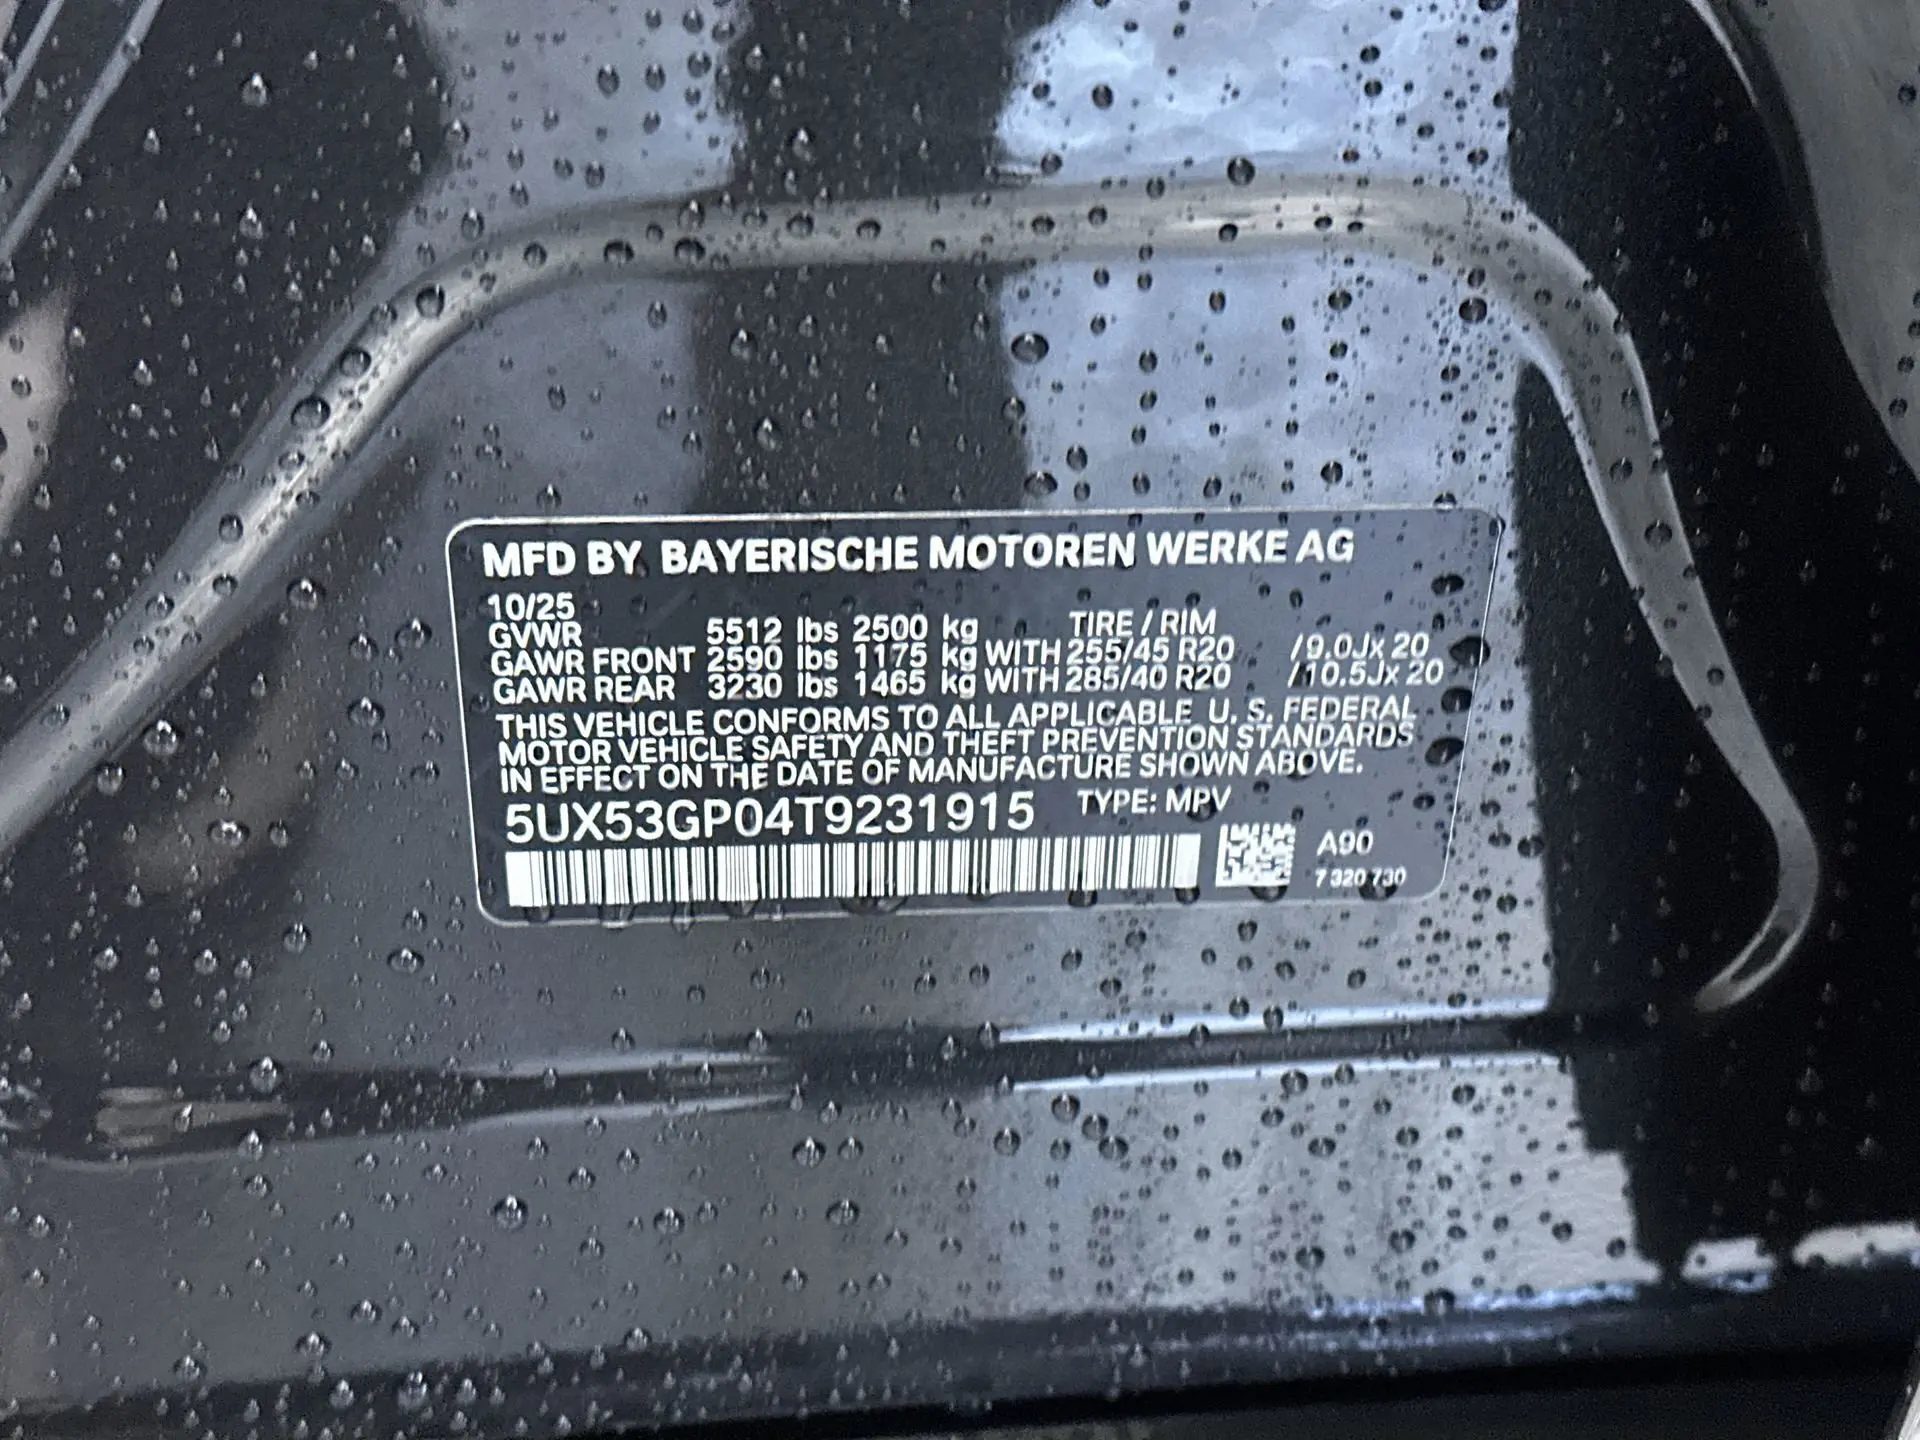 MFD BY BAYERISCHE MOTOREN WERKE AG
10/25
GVWR 5512 lbs 2500 kg TIRE / RIM
GAWR FRONT 2590 lbs 1175 kg WITH 255/45 R20 /9.0Jx 20
GAWR REAR 3230 lbs 1465 kg WITH 285/40 R20 /10.5Jx 20
THIS VEHICLE CONFORMS TO ALL APPLICABLE U. S. FEDERAL
MOTOR VEHICLE SAFETY AND THEFT PREVENTION STANDARDS
IN EFFECT ON THE DATE OF MANUFACTURE SHOWN ABOVE.
5UX53GP04T9231915 TYPE: MPV
A90
7 320 730